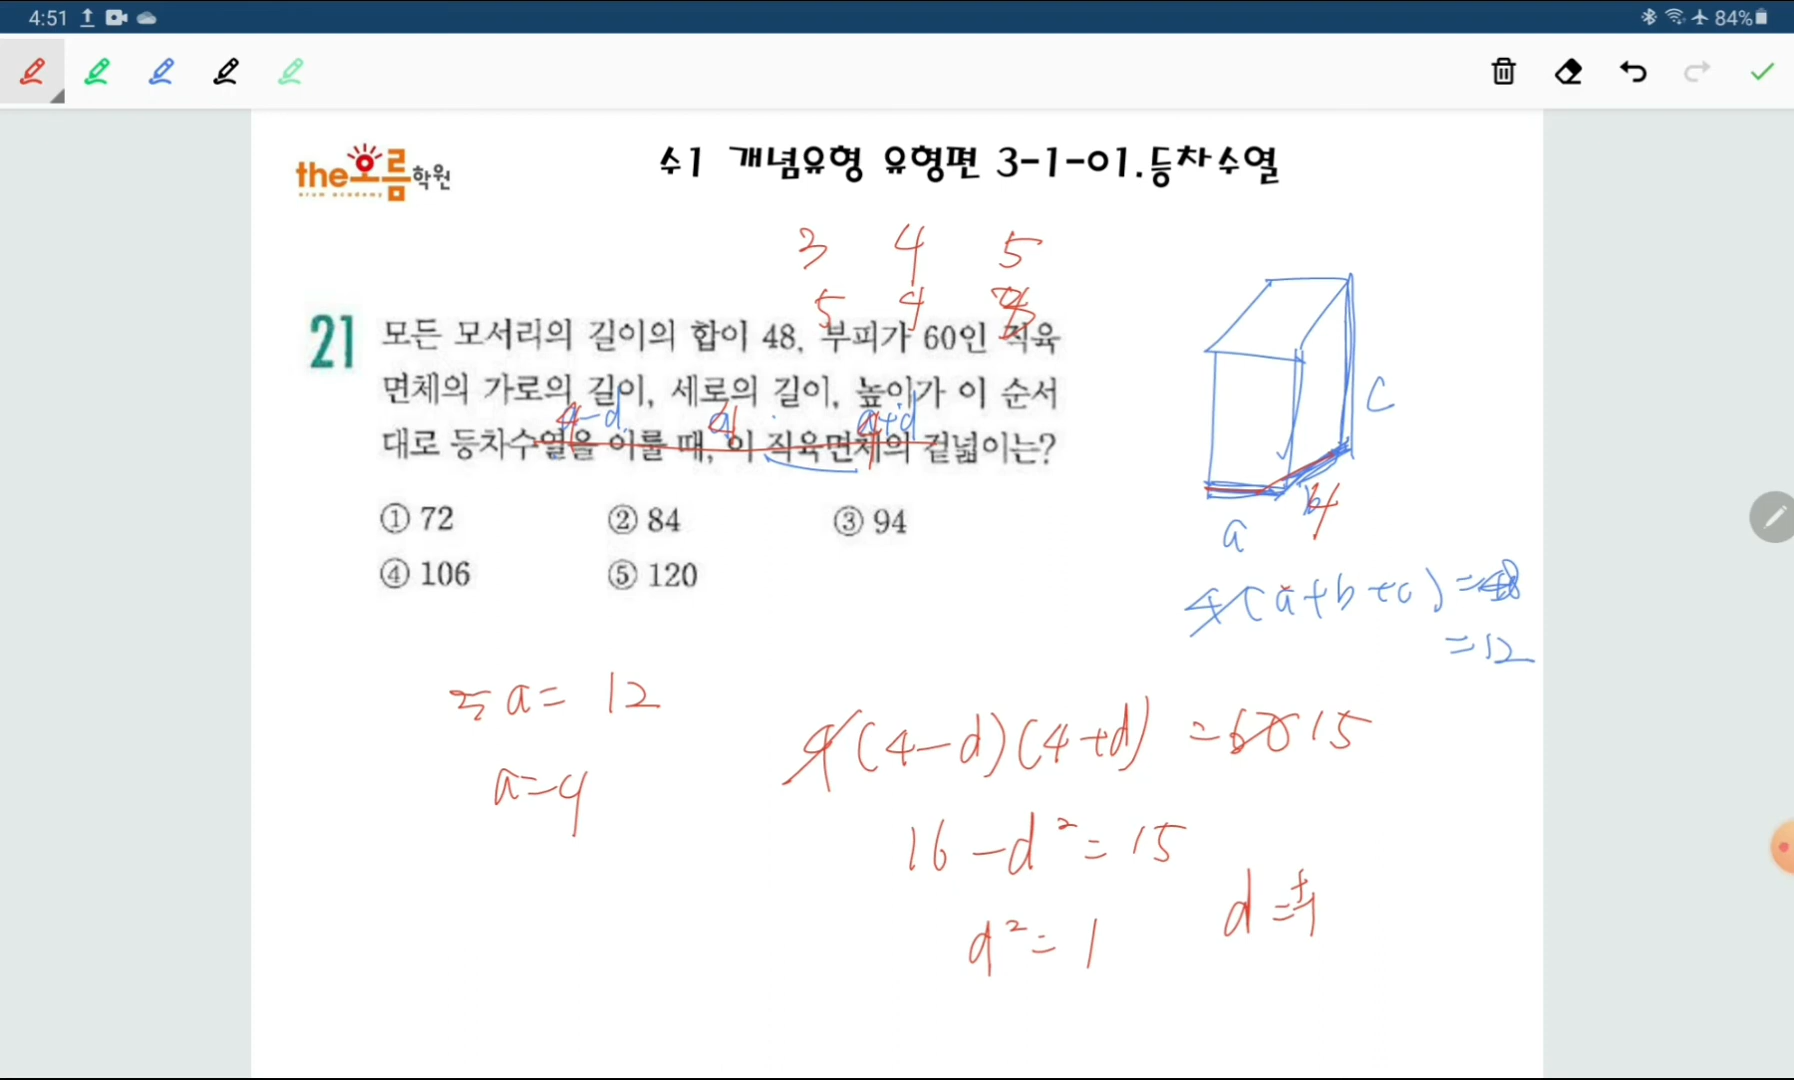 4:51
84%
the오름학원
수1 개념유형 유형편 3-1-01.등차수열
3 4 5
5 4 3
21 모든 모서리의 길이의 합이 48, 부피가 60인 직육
면체의 가로의 길이, 세로의 길이, 높이가 이 순서
a-d a a+d
대로 등차수열을 이룰 때, 이 직육면체의 겉넓이는?
① 72 ② 84 ③ 94
④ 106 ⑤ 120
c
b 4
a
4(a+b+c)=48
=12
3a=12
a=4
4(4-d)(4+d)=60 15
16-d²=15
d²=1
d=±1